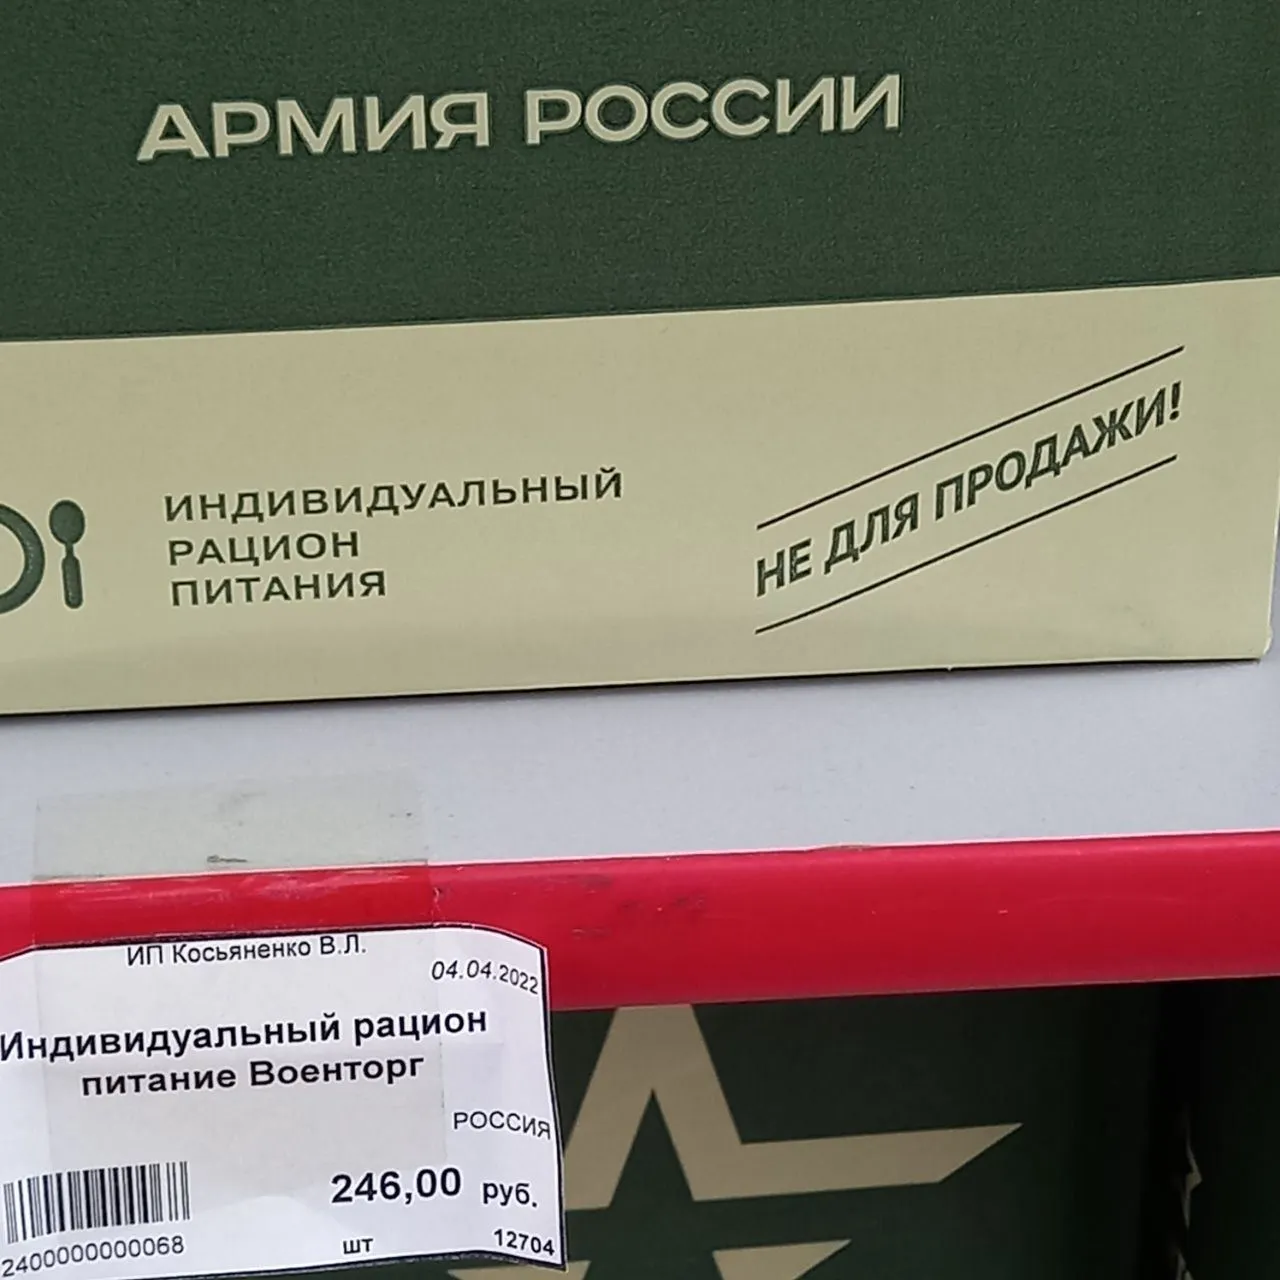 АРМИЯ РОССИИ
ИНДИВИДУАЛЬНЫЙ
РАЦИОН
ПИТАНИЯ
НЕ ДЛЯ ПРОДАЖИ!
ИП Косьяненко В.Л.
04.04.2022
Индивидуальный рацион
питание Военторг
РОССИЯ
246,00 руб.
2400000000068
шт
12704